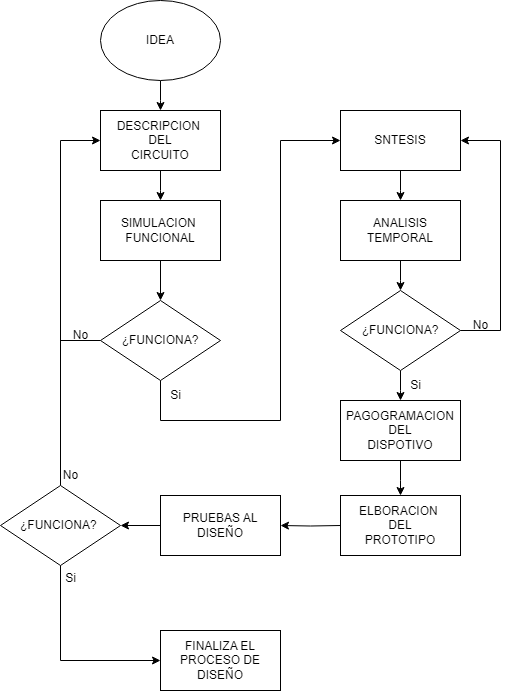 IDEA
DESCRIPCION
DEL
CIRCUITO
SIMULACION
FUNCIONAL
¿FUNCIONA?
No
Si
SNTESIS
ANALISIS
TEMPORAL
¿FUNCIONA?
No
Si
PAGOGRAMACION
DEL
DISPOTIVO
ELBORACION
DEL
PROTOTIPO
PRUEBAS AL
DISEÑO
¿FUNCIONA?
No
Si
FINALIZA EL
PROCESO DE
DISEÑO